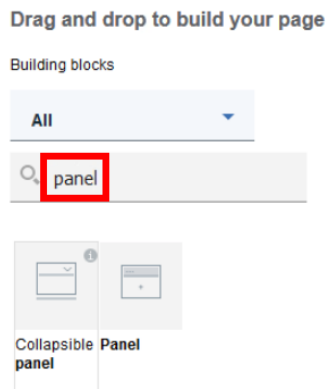 Drag and drop to build your page
Building blocks
All
panel
Collapsible Panel
panel